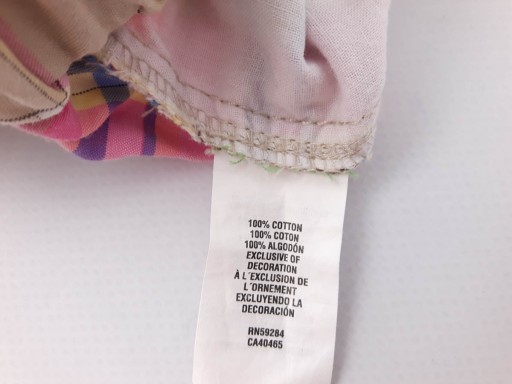 100% COTTON
100% COTON
100% ALGODÓN
EXCLUSIVE OF
DECORATION
À L'EXCLUSION DE
L'ORNEMENT
EXCLUYENDO LA
DECORACIÓN
RN59284
CA40465